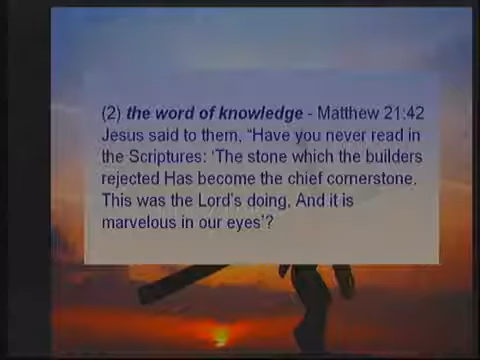 (2) the word of knowledge - Matthew 21:42
Jesus said to them, “Have you never read in
the Scriptures: ‘The stone which the builders
rejected Has become the chief cornerstone.
This was the Lord’s doing, And it is
marvelous in our eyes’?